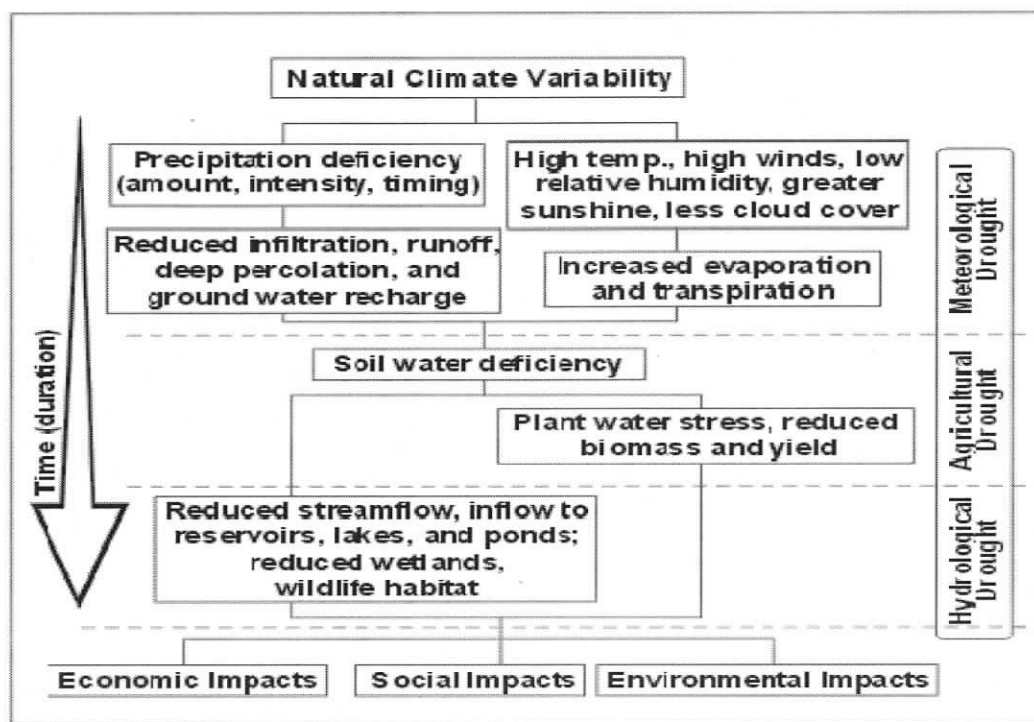 Natural Climate Variability
Precipitation deficiency
(amount, intensity, timing)
High temp., high winds, low
relative humidity, greater
sunshine, less cloud cover
Reduced infiltration, runoff,
deep percolation, and
ground water recharge
Increased evaporation
and transpiration
Meteorological
Drought
Time (duration)
Soil water deficiency
Plant water stress, reduced
biomass and yield
Agricultural
Drought
Reduced streamflow, inflow to
reservoirs, lakes, and ponds;
reduced wetlands,
wildlife habitat
Hydrological
Drought
Economic Impacts
Social Impacts
Environmental Impacts